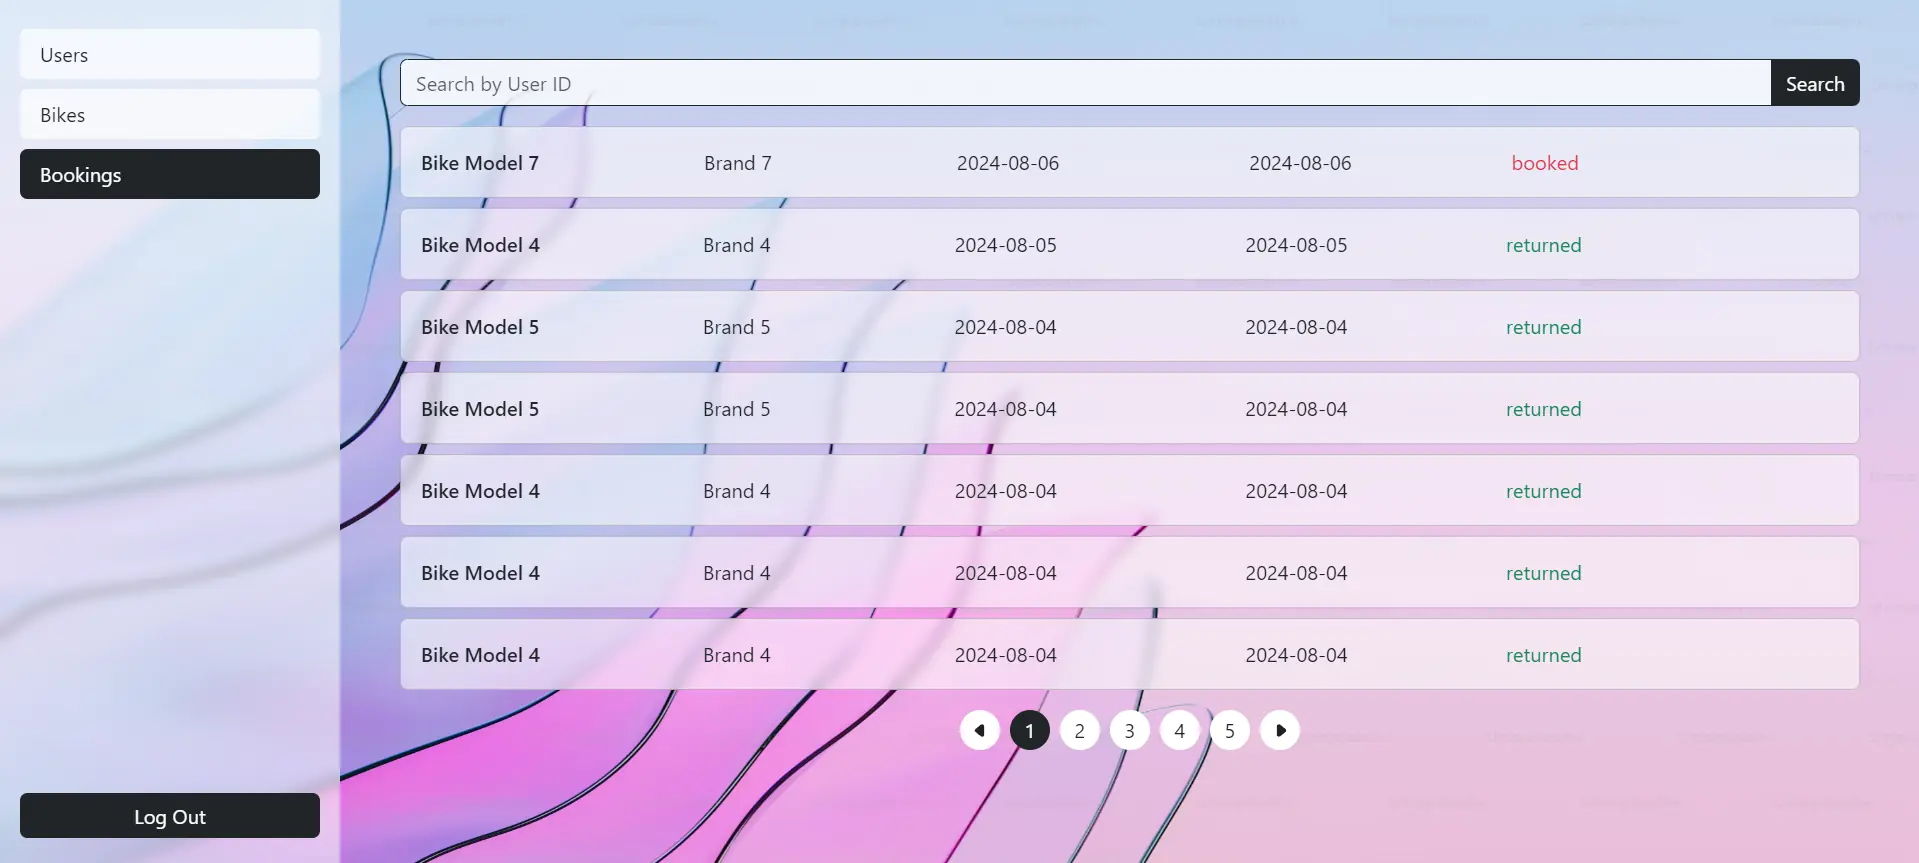 Users
Bikes
Bookings
Log Out
Search by User ID Search
Bike Model 7 Brand 7 2024-08-06 2024-08-06 booked
Bike Model 4 Brand 4 2024-08-05 2024-08-05 returned
Bike Model 5 Brand 5 2024-08-04 2024-08-04 returned
Bike Model 5 Brand 5 2024-08-04 2024-08-04 returned
Bike Model 4 Brand 4 2024-08-04 2024-08-04 returned
Bike Model 4 Brand 4 2024-08-04 2024-08-04 returned
Bike Model 4 Brand 4 2024-08-04 2024-08-04 returned
1 2 3 4 5